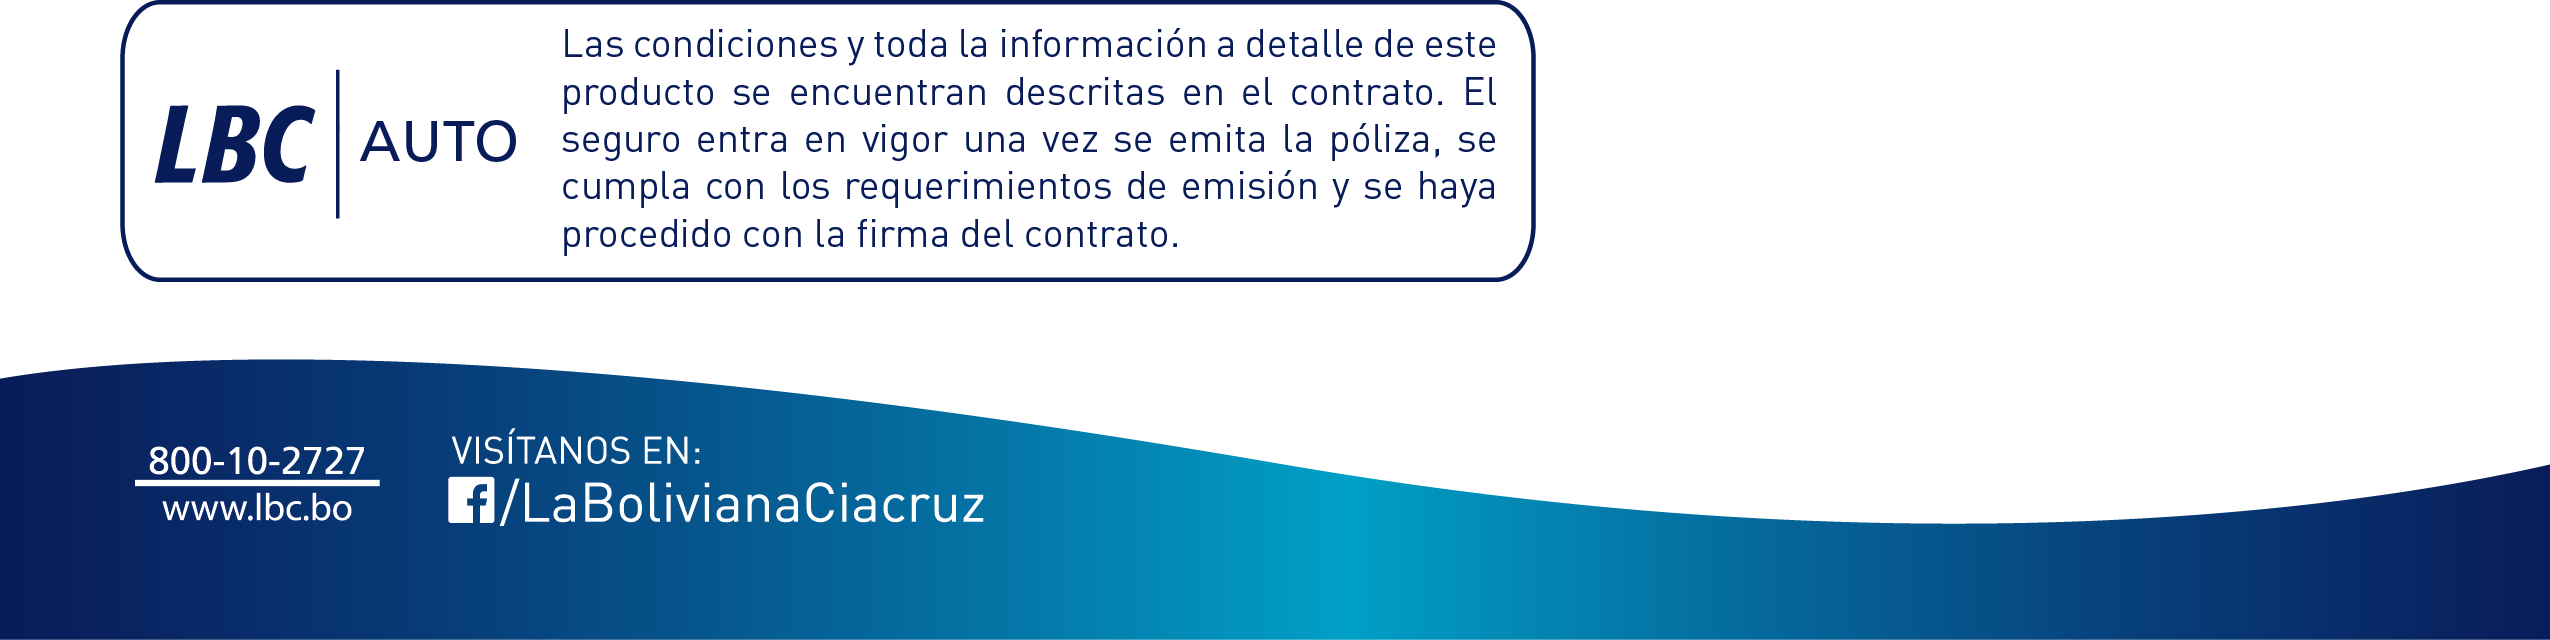 LBC | AUTO
Las condiciones y toda la información a detalle de este
producto se encuentran descritas en el contrato. El
seguro entra en vigor una vez se emita la póliza, se
cumpla con los requerimientos de emisión y se haya
procedido con la firma del contrato.
800-10-2727
www.lbc.bo
VISÍTANOS EN:
/LaBolivianaCiacruz